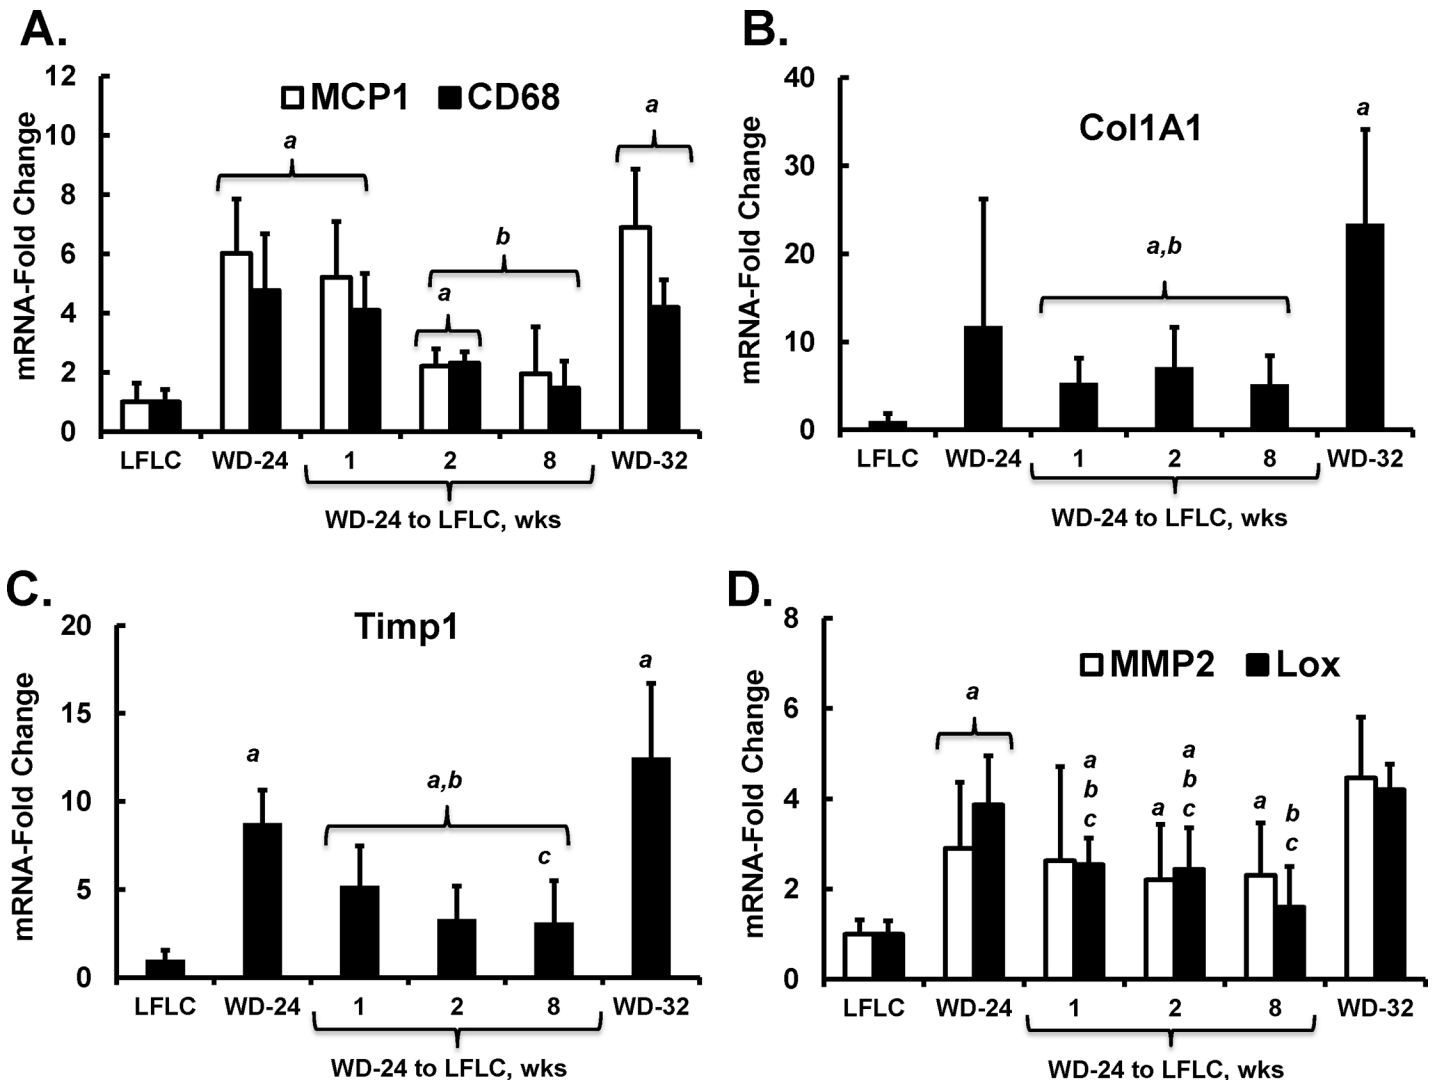 A.
mRNA-Fold Change
12
10
8
6
4
2
0
MCP1 CD68
a
b
a
a
LFLC WD-24 1 2 8 WD-32
WD-24 to LFLC, wks
B.
mRNA-Fold Change
40
30
20
10
0
Col1A1
a,b
a
LFLC WD-24 1 2 8 WD-32
WD-24 to LFLC, wks
C.
mRNA-Fold Change
20
15
10
5
0
Timp1
a
a,b
c
a
LFLC WD-24 1 2 8 WD-32
WD-24 to LFLC, wks
D.
mRNA-Fold Change
8
6
4
2
0
MMP2 Lox
a
a
b
c
a
a
b
c
a
b
c
LFLC WD-24 1 2 8 WD-32
WD-24 to LFLC, wks